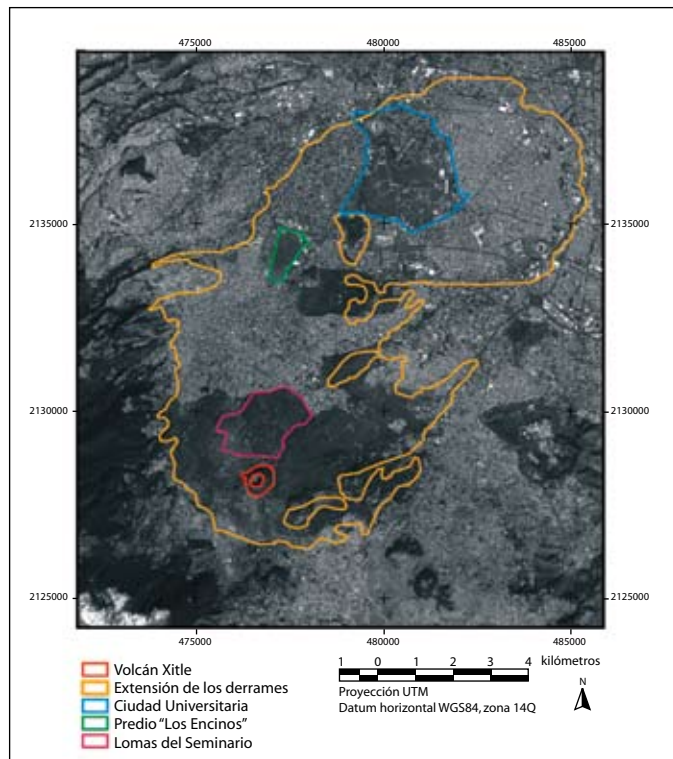 475000 480000 485000
2135000 2135000
2130000 2130000
2125000 2125000
475000 480000 485000
Volcán Xitle
Extensión de los derrames
Ciudad Universitaria
Predio "Los Encinos"
Lomas del Seminario
1 0 1 2 3 4 kilómetros
Proyección UTM
Datum horizontal WGS84, zona 14Q
N